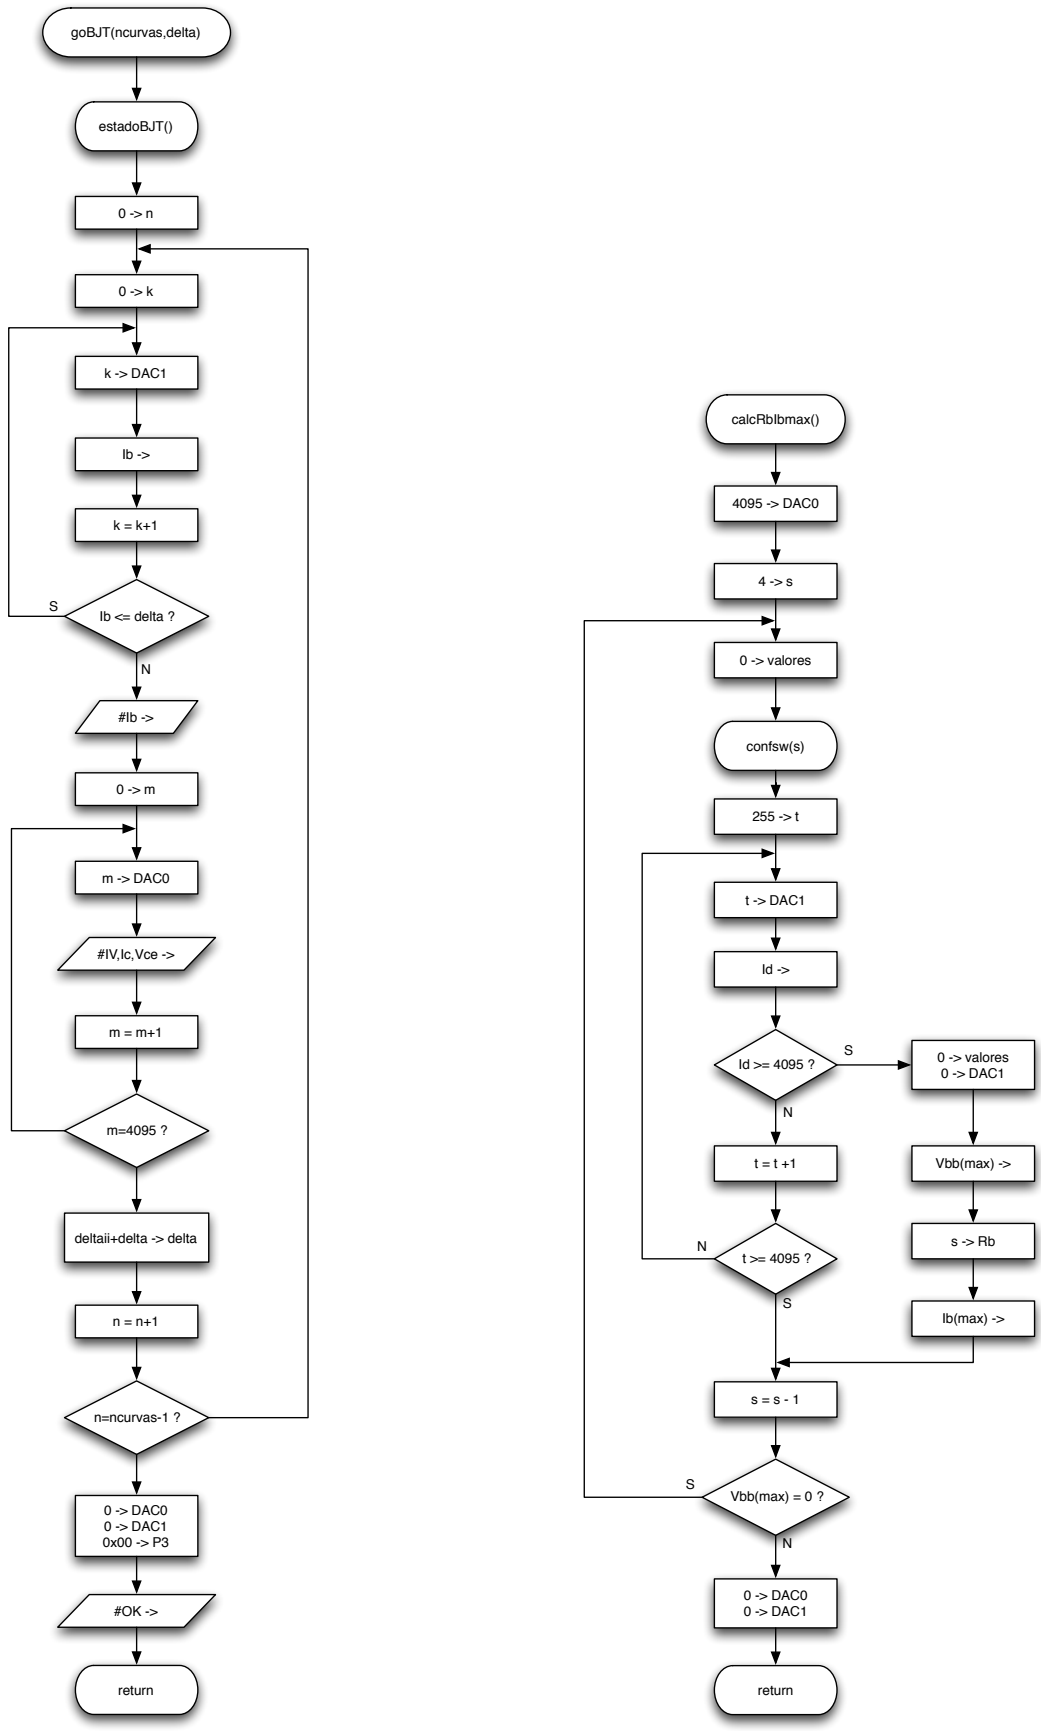 goBJT(ncurvas,delta)
estadoBJT()
0 -> n
0 -> k
k -> DAC1
Ib ->
k = k+1
Ib <= delta ?
S
N
#Ib ->
0 -> m
m -> DAC0
#IV,Ic,Vce ->
m = m+1
m=4095 ?
deltaii+delta -> delta
n = n+1
n=ncurvas-1 ?
0 -> DAC0
0 -> DAC1
0x00 -> P3
#OK ->
return
calcRbIbmax()
4095 -> DAC0
4 -> s
0 -> valores
confsw(s)
255 -> t
t -> DAC1
Id ->
Id >= 4095 ?
S
N
0 -> valores
0 -> DAC1
Vbb(max) ->
s -> Rb
Ib(max) ->
t = t +1
t >= 4095 ?
N
S
s = s - 1
Vbb(max) = 0 ?
S
N
0 -> DAC0
0 -> DAC1
return